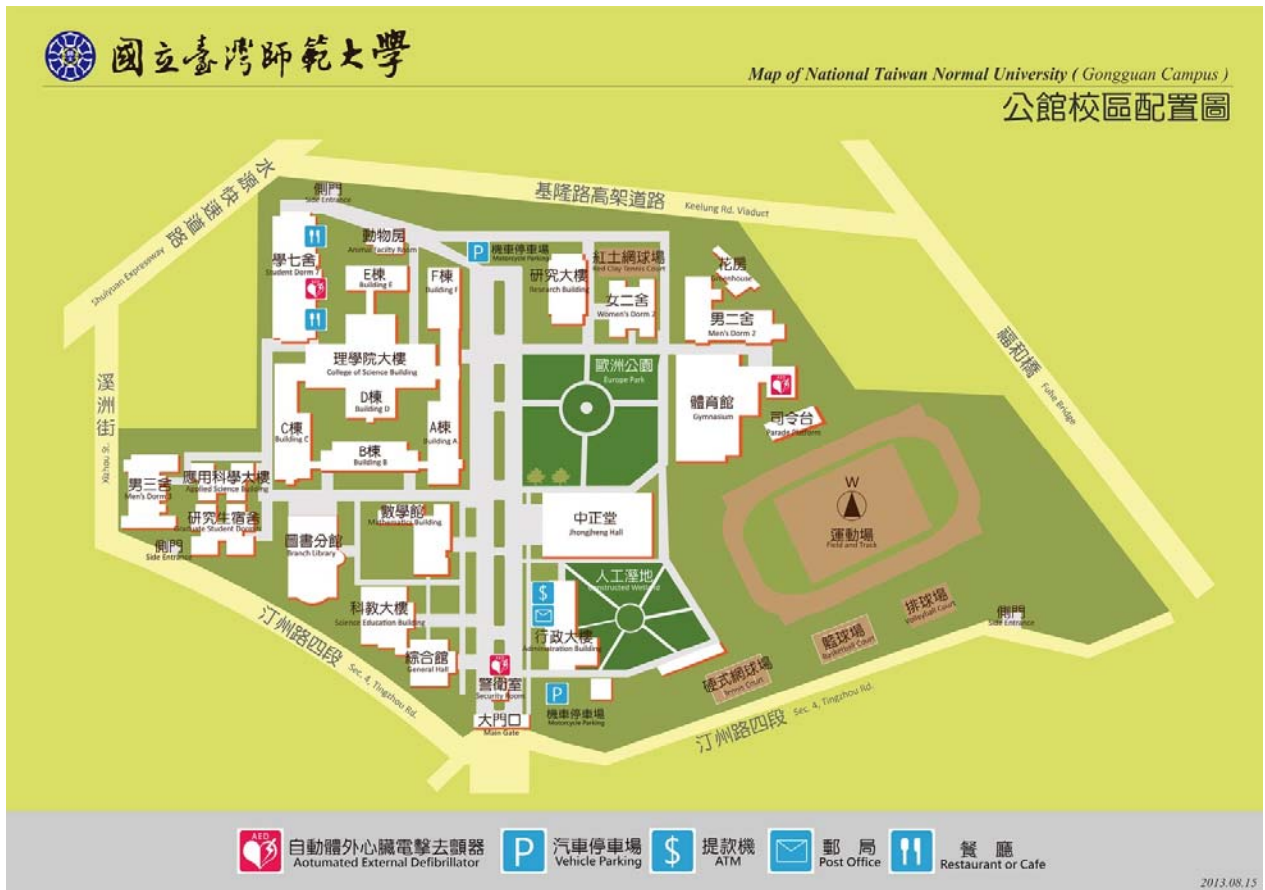 國立臺灣師範大學
Map of National Taiwan Normal University ( Gongguan Campus )
公館校區配置圖
水源快速道路
Shuiyuan Expressway
側門
Side Entrance
基隆路高架道路
Keelung Rd. Viaduct
動物房
Animal Facility Room
P
機車停車場
Motorcycle Parking
學七舍
Student Dorm 7
AED
E棟
Building E
F棟
Building F
研究大樓
Research Building
紅土網球場
Red Clay Tennis Court
女二舍
Women's Dorm 2
花房
Greenhouse
男二舍
Men's Dorm 2
福和橋
Fuhe Bridge
理學院大樓
College of Science Building
歐洲公園
Europe Park
溪洲街
Xizhou St.
D棟
Building D
體育館
Gymnasium
AED
司令台
Parade Platform
C棟
Building C
A棟
Building A
B棟
Building B
男三舍
Men's Dorm 3
應用科學大樓
Applied Science Building
研究生宿舍
側門
Side Entrance
圖書分館
Branch Library
數學館
Mathematics Building
中正堂
Jhongjheng Hall
W
運動場
Field and Track
人工溼地
Constructed Wetland
$
科教大樓
Science Education Building
行政大樓
Administration Building
排球場
Volleyball Court
側門
Side Entrance
籃球場
Basketball Court
綜合館
General Hall
硬式網球場
Tennis Court
AED
警衛室
Security Room
P
機車停車場
Motorcycle Parking
大門口
Main Gate
汀州路四段 Sec. 4, Tingzhou Rd.
汀州路四段 Sec. 4, Tingzhou Rd.
AED
自動體外心臟電擊去顫器
Aotumated External Defibrillator
P
汽車停車場
Vehicle Parking
$
提款機
ATM
郵局
Post Office
餐廳
Restaurant or Cafe
2013.08.15